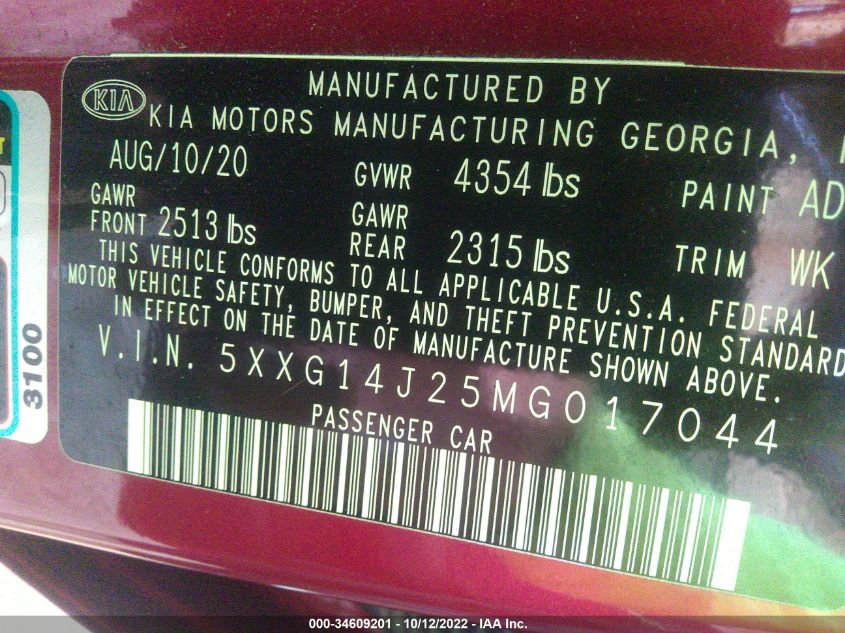 KIA
MANUFACTURED BY
KIA MOTORS MANUFACTURING GEORGIA,
AUG/10/20 GVWR 4354 lbs PAINT AD
GAWR FRONT 2513 lbs GAWR REAR 2315 lbs TRIM WK
THIS VEHICLE CONFORMS TO ALL APPLICABLE U.S.A. FEDERAL
MOTOR VEHICLE SAFETY, BUMPER, AND THEFT PREVENTION STANDARD
IN EFFECT ON THE DATE OF MANUFACTURE SHOWN ABOVE.
V.I.N. 5XXG14J25MG017044
PASSENGER CAR
3100
000-34609201 - 10/12/2022 - IAA Inc.